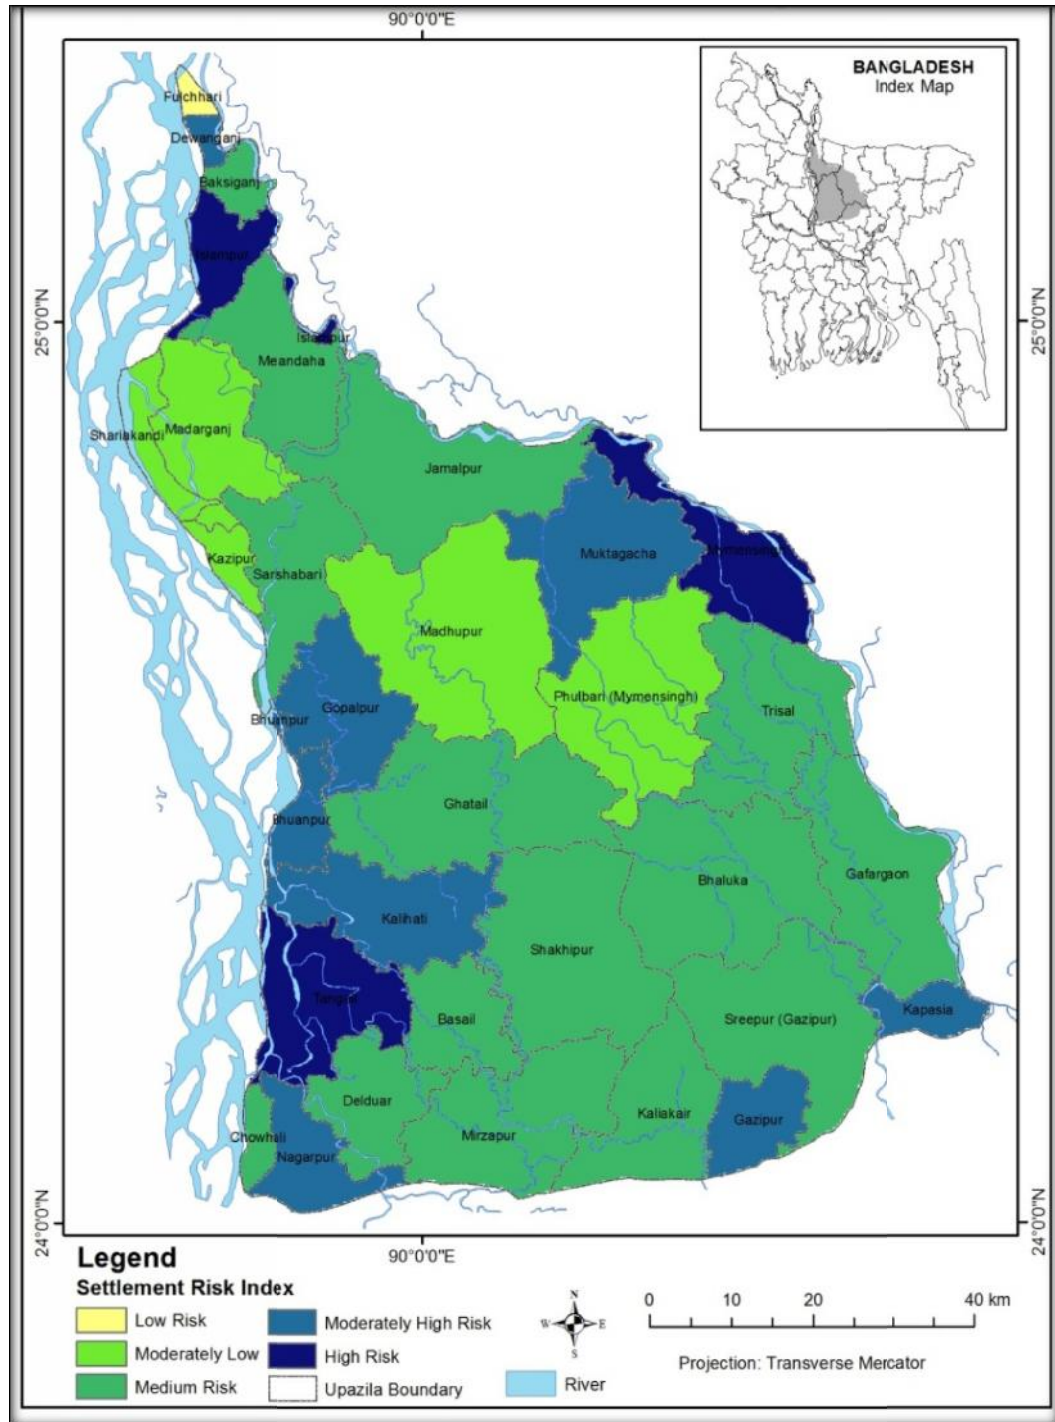 90°0'0"E
BANGLADESH
Index Map
Fulchhari
Dewanganj
Baksiganj
Islampur
25°0'0"N
25°0'0"N
Islampur
Meandaha
Shariakandi
Madarganj
Jamalpur
Kazipur
Sarshabari
Muktagacha
Mymensingh
Madhupur
Phulbari (Mymensingh)
Trisal
Bhuanpur
Gopalpur
Ghatail
Bhuanpur
Bhaluka
Gafargaon
Kalihati
Shakhipur
Tangail
Basail
Sreepur (Gazipur)
Kapasia
Delduar
Kaliakair
Gazipur
Chowhali
Nagarpur
Mirzapur
24°0'0"N
24°0'0"N
90°0'0"E
Legend
Settlement Risk Index
Low Risk
Moderately Low
Medium Risk
Moderately High Risk
High Risk
Upazila Boundary
River
N
W
E
S
0 10 20 40 km
Projection: Transverse Mercator